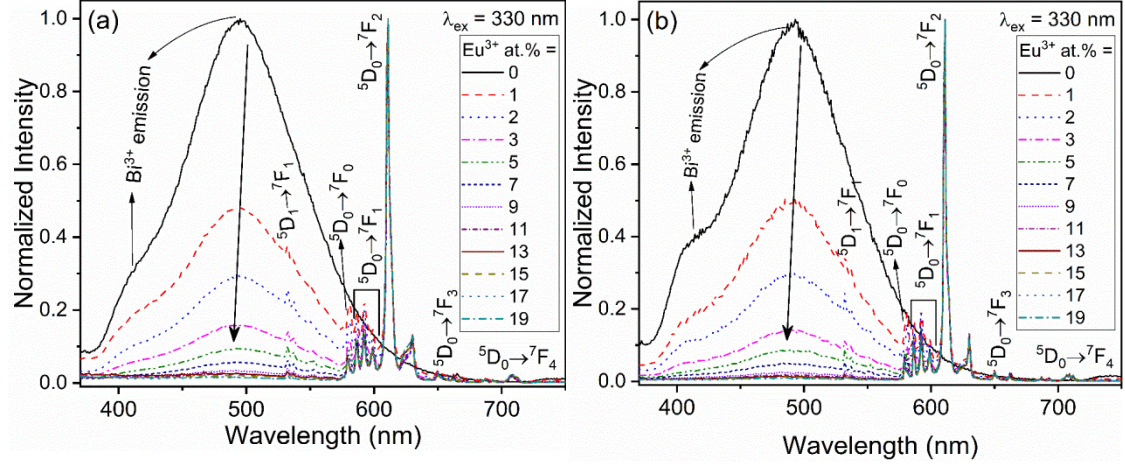 (a)
λex = 330 nm
Eu³⁺ at.% =
0
1
2
3
5
7
9
11
13
15
17
19
Bi³⁺ emission
⁵D₁→⁷F₁
⁵D₀→⁷F₀
⁵D₀→⁷F₁
⁵D₀→⁷F₂
⁵D₀→⁷F₃
⁵D₀→⁷F₄
Normalized Intensity
1.0
0.8
0.6
0.4
0.2
0.0
400
500
600
700
Wavelength (nm)
(b)
λex = 330 nm
Eu³⁺ at.% =
0
1
2
3
5
7
9
11
13
15
17
19
Bi³⁺ emission
⁵D₁→⁷F₁
⁵D₀→⁷F₀
⁵D₀→⁷F₁
⁵D₀→⁷F₂
⁵D₀→⁷F₃
⁵D₀→⁷F₄
Normalized Intensity
1.0
0.8
0.6
0.4
0.2
0.0
400
500
600
700
Wavelength (nm)